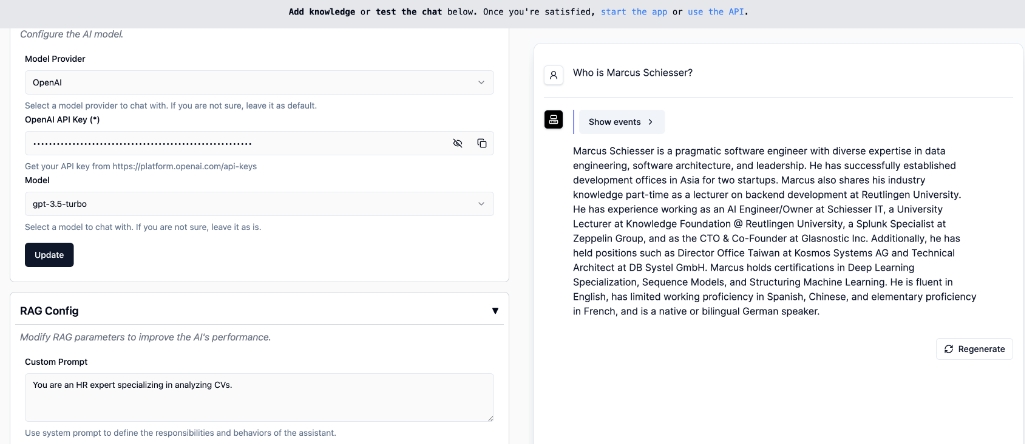 Add knowledge or test the chat below. Once you're satisfied, start the app or use the API.
Configure the AI model.
Model Provider
OpenAI
Select a model provider to chat with. If you are not sure, leave it as default.
OpenAI API Key (*)
Get your API key from https://platform.openai.com/api-keys
Model
gpt-3.5-turbo
Select a model to chat with. If you are not sure, leave it as is.
Update
RAG Config ▼
Modify RAG parameters to improve the AI's performance.
Custom Prompt
You are an HR expert specializing in analyzing CVs.
Use system prompt to define the responsibilities and behaviors of the assistant.
Who is Marcus Schiesser?
Show events
Marcus Schiesser is a pragmatic software engineer with diverse expertise in data
engineering, software architecture, and leadership. He has successfully established
development offices in Asia for two startups. Marcus also shares his industry
knowledge part-time as a lecturer on backend development at Reutlingen University.
He has experience working as an AI Engineer/Owner at Schiesser IT, a University
Lecturer at Knowledge Foundation @ Reutlingen University, a Splunk Specialist at
Zeppelin Group, and as the CTO & Co-Founder at Glasnostic Inc. Additionally, he has
held positions such as Director Office Taiwan at Kosmos Systems AG and Technical
Architect at DB Systel GmbH. Marcus holds certifications in Deep Learning
Specialization, Sequence Models, and Structuring Machine Learning. He is fluent in
English, has limited working proficiency in Spanish, Chinese, and elementary proficiency
in French, and is a native or bilingual German speaker.
Regenerate